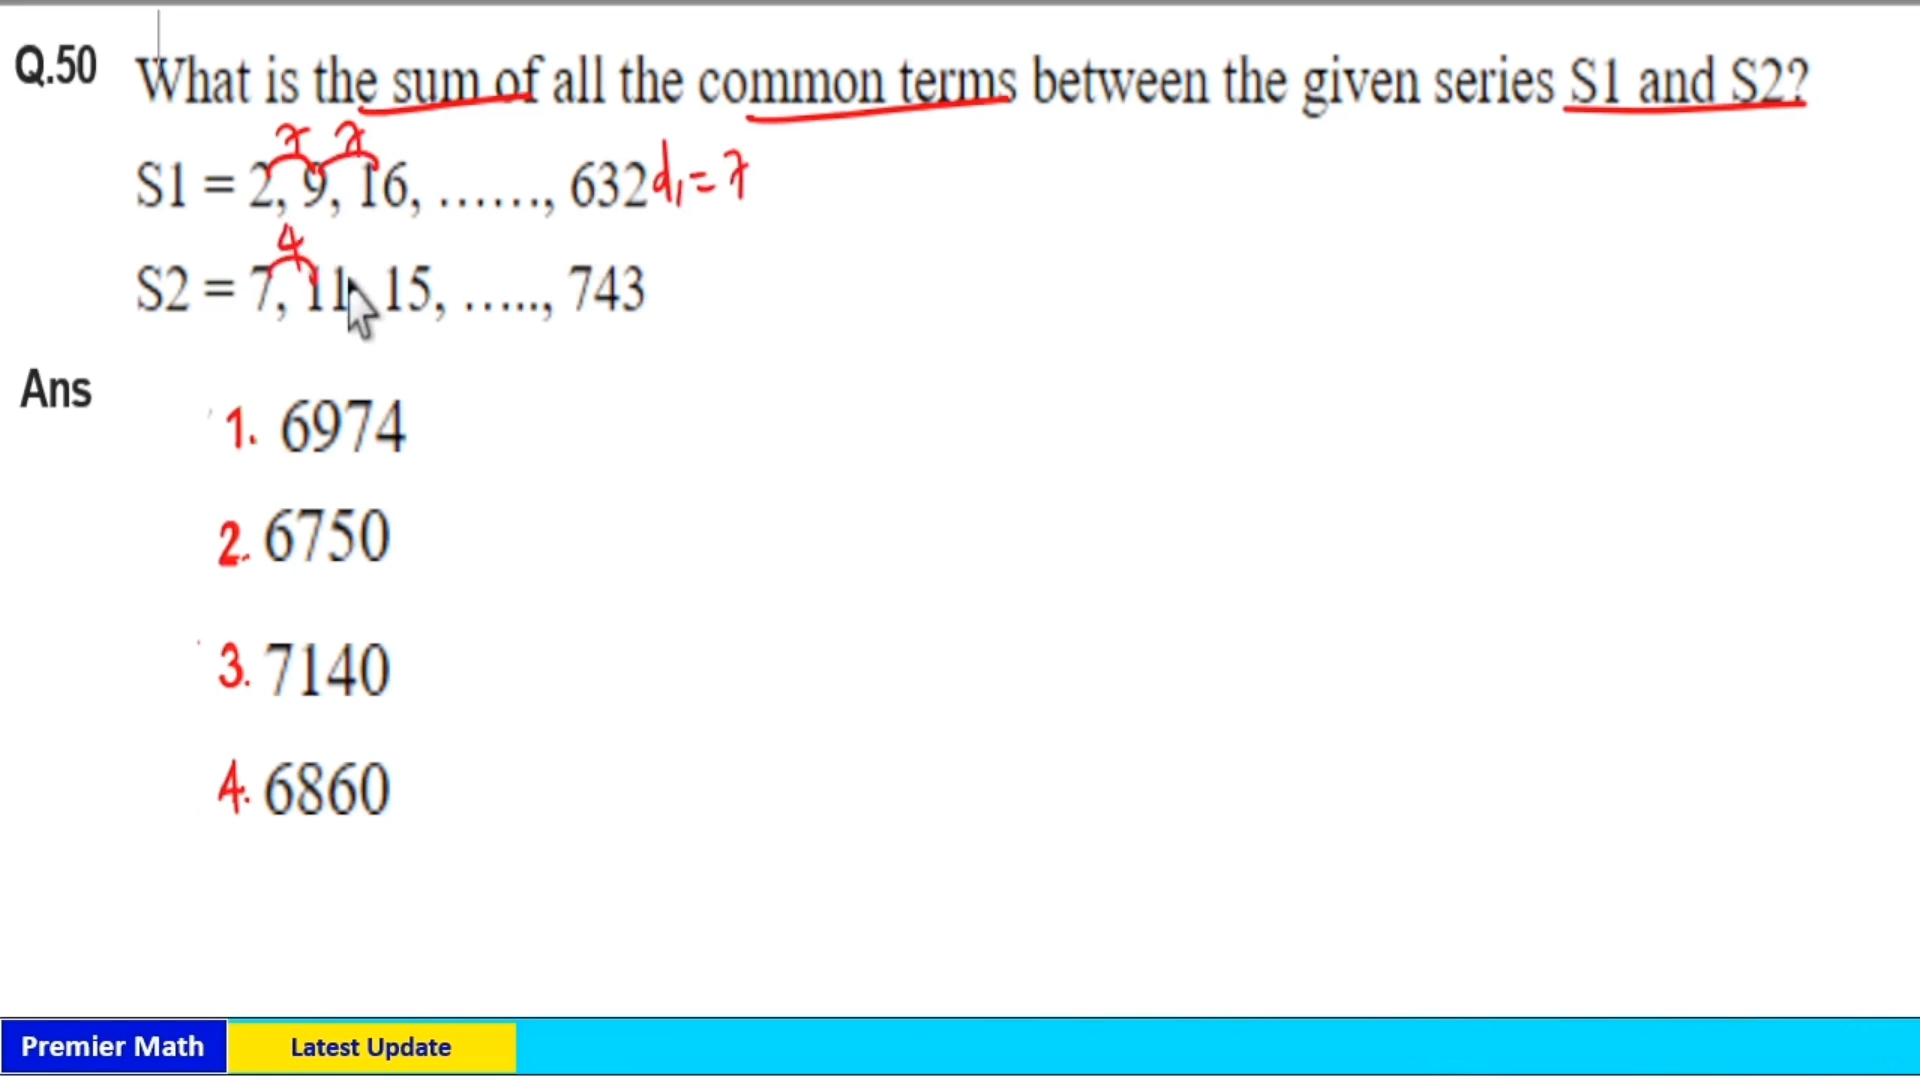 Q.50 What is the sum of all the common terms between the given series S1 and S2?
7 7
S1 = 2, 9, 16, ……, 632 d₁ = 7
4
S2 = 7, 11, 15, ….., 743
Ans
1. 6974
2. 6750
3. 7140
4. 6860
Premier Math Latest Update